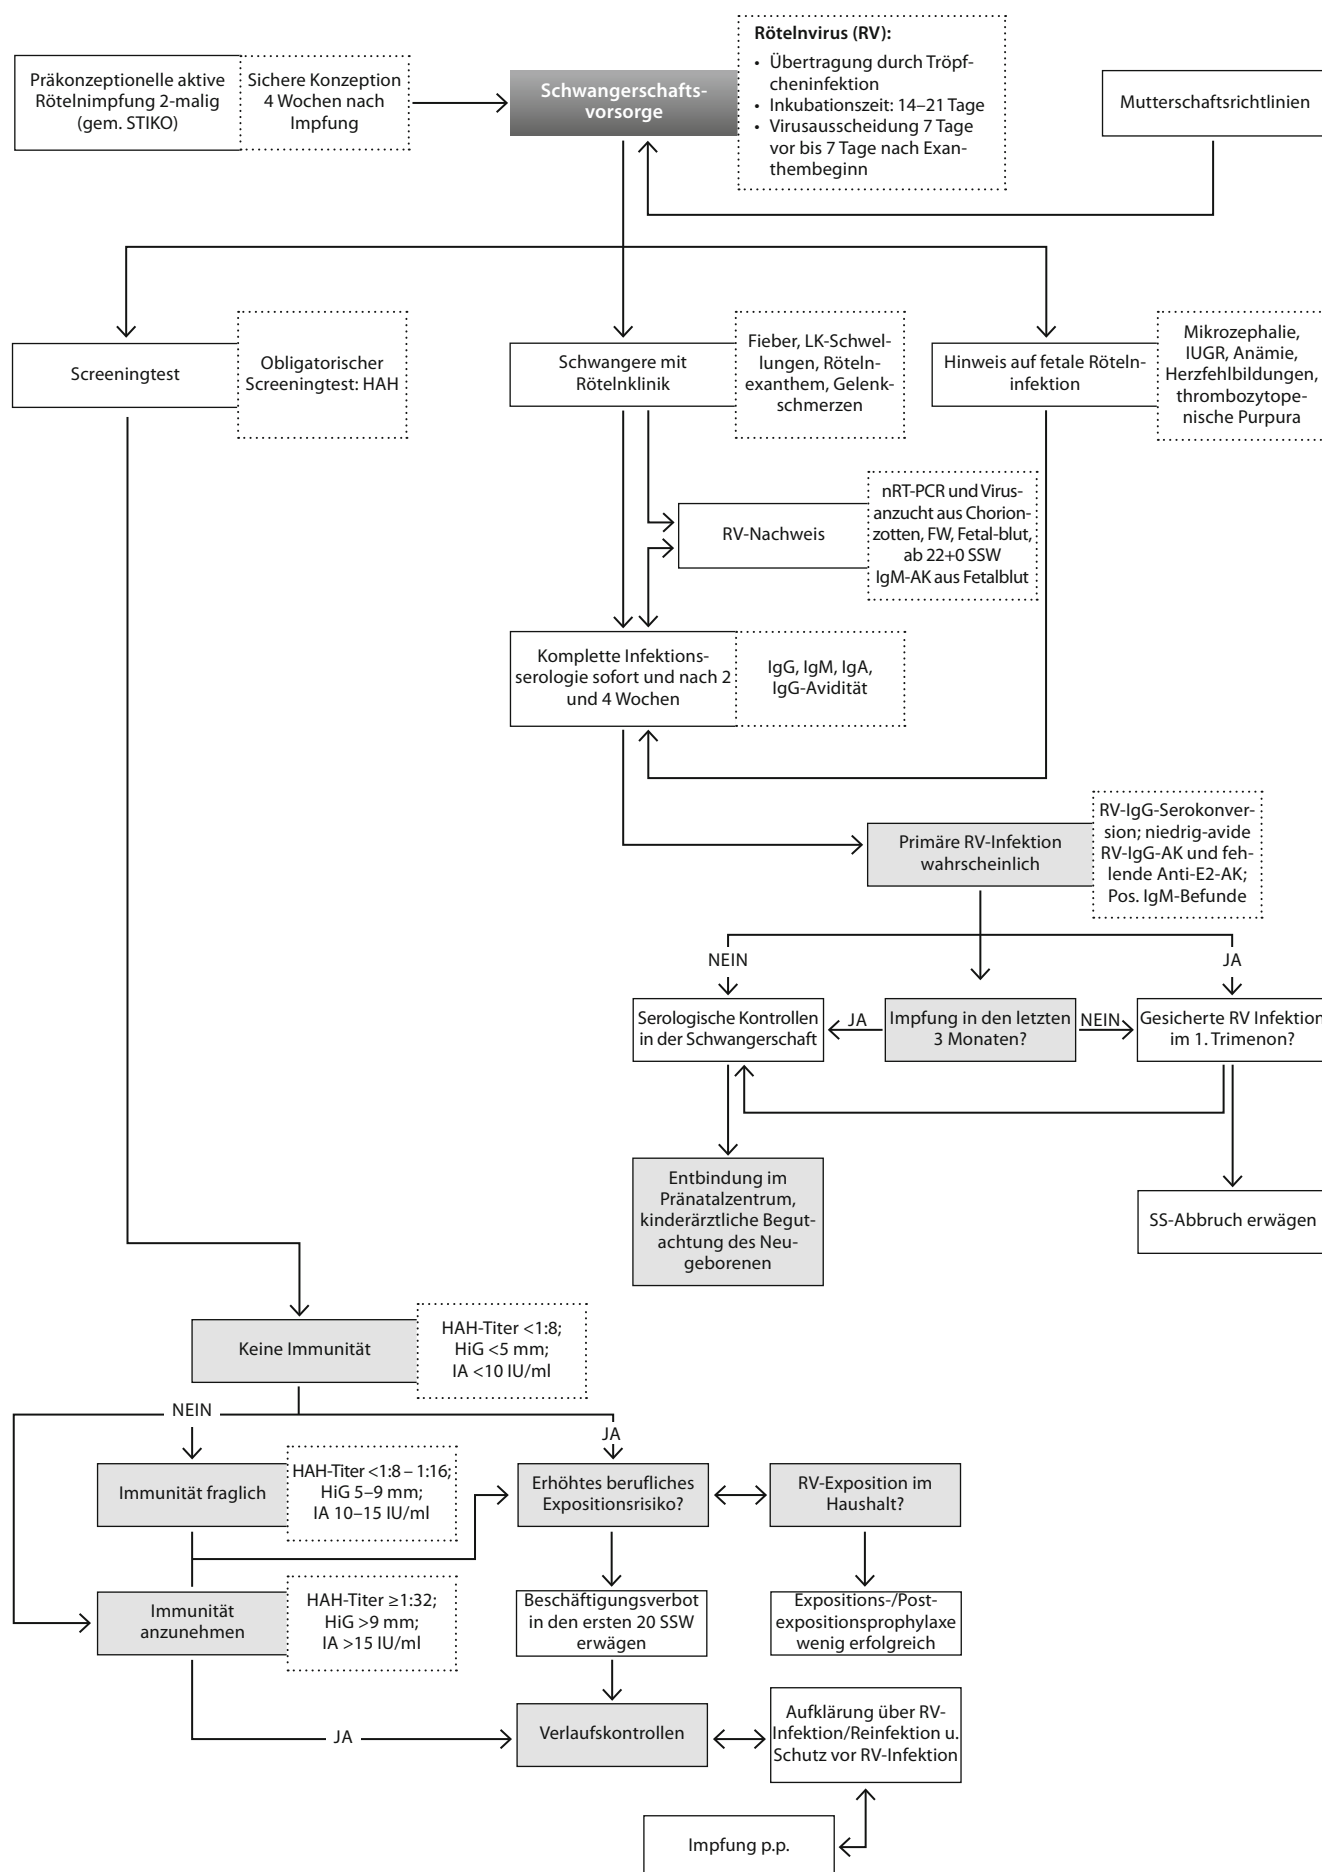 Präkonzeptionelle aktive
Rötelnimpfung 2-malig
(gem. STIKO)
Sichere Konzeption
4 Wochen nach
Impfung
Schwangerschafts-
vorsorge
Rötelnvirus (RV):
• Übertragung durch Tröpf-
cheninfektion
• Inkubationszeit: 14–21 Tage
• Virusausscheidung 7 Tage
vor bis 7 Tage nach Exan-
thembeginn
Mutterschaftsrichtlinien
Screeningtest
Obligatorischer
Screeningtest: HAH
Schwangere mit
Rötelnklinik
Fieber, LK-Schwel-
lungen, Röteln-
exanthem, Gelenk-
schmerzen
Hinweis auf fetale Röteln-
infektion
Mikrozephalie,
IUGR, Anämie,
Herzfehlbildungen,
thrombozytope-
nische Purpura
RV-Nachweis
nRT-PCR und Virus-
anzucht aus Chorion-
zotten, FW, Fetal-blut,
ab 22+0 SSW
IgM-AK aus Fetalblut
Komplette Infektions-
serologie sofort und nach 2
und 4 Wochen
IgG, IgM, IgA,
IgG-Avidität
Primäre RV-Infektion
wahrscheinlich
RV-IgG-Serokonver-
sion; niedrig-avide
RV-IgG-AK und feh-
lende Anti-E2-AK;
Pos. IgM-Befunde
NEIN
JA
Serologische Kontrollen
in der Schwangerschaft
JA
Impfung in den letzten
3 Monaten?
NEIN
Gesicherte RV Infektion
im 1. Trimenon?
Entbindung im
Pränatalzentrum,
kinderärztliche Begut-
achtung des Neu-
geborenen
SS-Abbruch erwägen
Keine Immunität
HAH-Titer <1:8;
HiG <5 mm;
IA <10 IU/ml
NEIN
JA
Immunität fraglich
HAH-Titer <1:8 – 1:16;
HiG 5–9 mm;
IA 10–15 IU/ml
Erhöhtes berufliches
Expositionsrisiko?
RV-Exposition im
Haushalt?
Immunität
anzunehmen
HAH-Titer ≥1:32;
HiG >9 mm;
IA >15 IU/ml
Beschäftigungsverbot
in den ersten 20 SSW
erwägen
Expositions-/Post-
expositionsprophylaxe
wenig erfolgreich
JA
Verlaufskontrollen
Aufklärung über RV-
Infektion/Reinfektion u.
Schutz vor RV-Infektion
Impfung p.p.